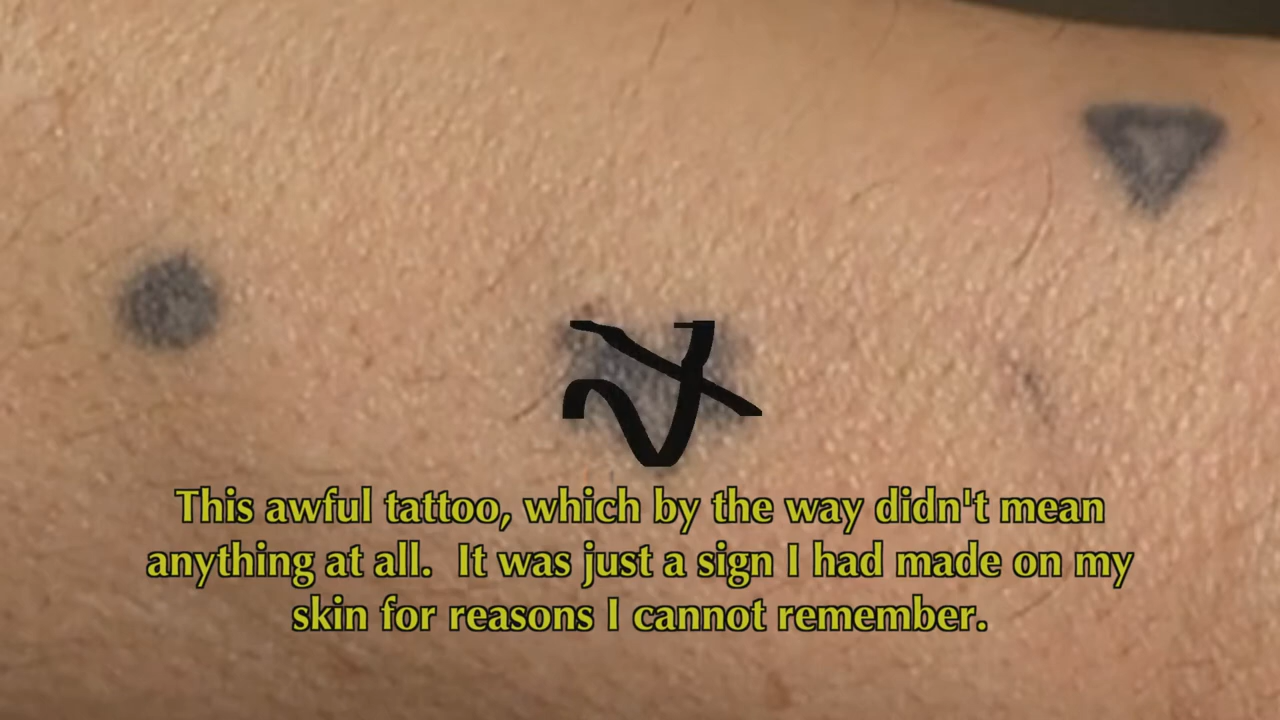 This awful tattoo, which by the way didn't mean
anything at all.  It was just a sign I had made on my
skin for reasons I cannot remember.